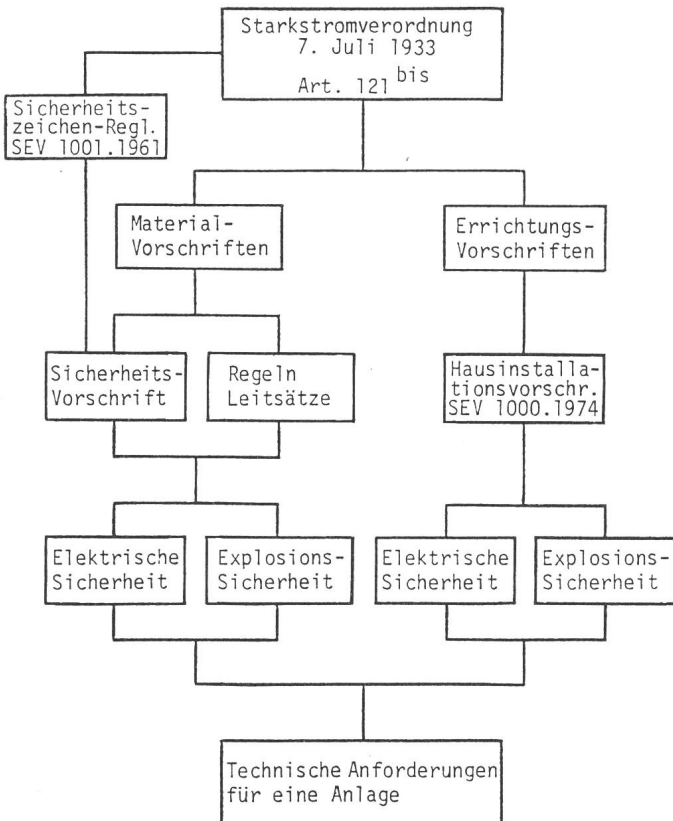 Starkstromverordnung
7. Juli 1933
Art. 121 bis
Sicherheits-
zeichen-Regl.
SEV 1001.1961
Material-
Vorschriften
Errichtungs-
Vorschriften
Sicherheits-
Vorschrift
Regeln
Leitsätze
Hausinstalla-
tionsvorschr.
SEV 1000.1974
Elektrische
Sicherheit
Explosions-
Sicherheit
Elektrische
Sicherheit
Explosions-
Sicherheit
Technische Anforderungen
für eine Anlage